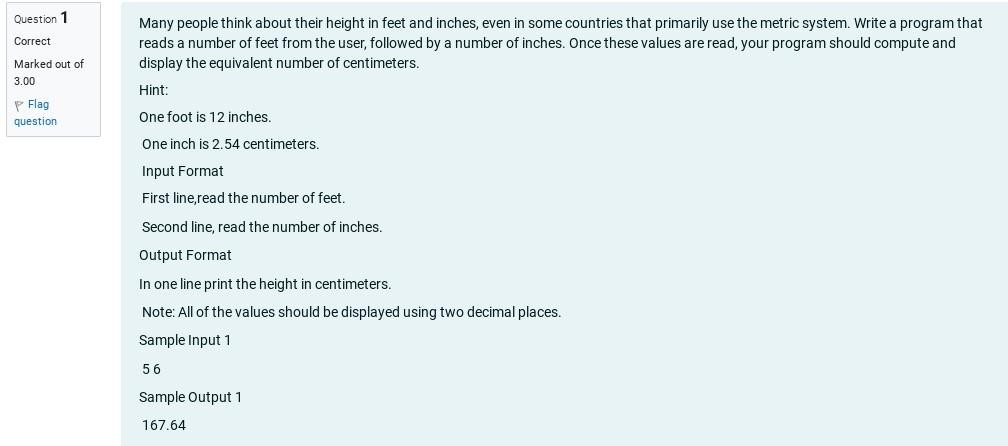 Question 1
Correct
Marked out of
3.00
Flag
question
Many people think about their height in feet and inches, even in some countries that primarily use the metric system. Write a program that
reads a number of feet from the user, followed by a number of inches. Once these values are read, your program should compute and
display the equivalent number of centimeters.
Hint:
One foot is 12 inches.
One inch is 2.54 centimeters.
Input Format
First line,read the number of feet.
Second line, read the number of inches.
Output Format
In one line print the height in centimeters.
Note: All of the values should be displayed using two decimal places.
Sample Input 1
5 6
Sample Output 1
167.64